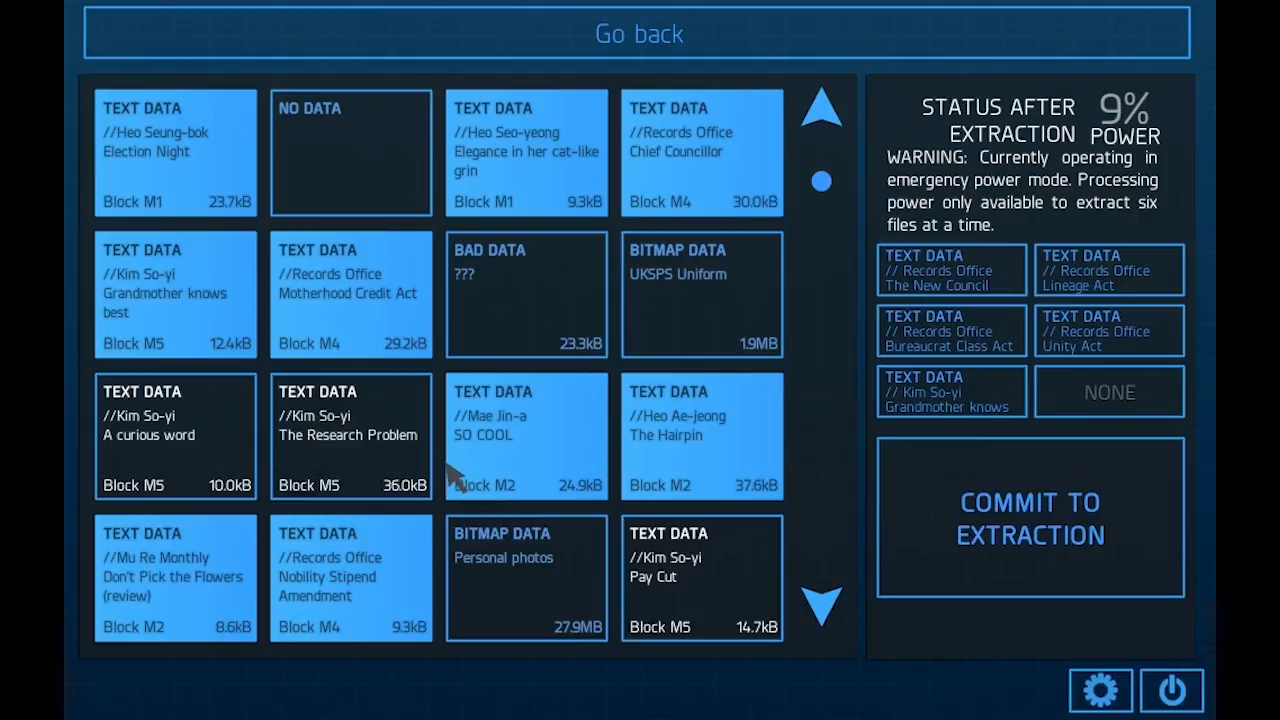 Go back
TEXT DATA
//Heo Seung-bok
Election Night
Block M1 23.7kB
NO DATA
TEXT DATA
//Heo Seo-yeong
Elegance in her cat-like
grin
Block M1 9.3kB
TEXT DATA
//Records Office
Chief Councillor
Block M4 30.0kB
TEXT DATA
//Kim So-yi
Grandmother knows
best
Block M5 12.4kB
TEXT DATA
//Records Office
Motherhood Credit Act
Block M4 29.2kB
BAD DATA
???
23.3kB
BITMAP DATA
UKSPS Uniform
1.9MB
TEXT DATA
//Kim So-yi
A curious word
Block M5 10.0kB
TEXT DATA
//Kim So-yi
The Research Problem
Block M5 36.0kB
TEXT DATA
//Mae Jin-a
SO COOL
Block M2 24.9kB
TEXT DATA
//Heo Ae-jeong
The Hairpin
Block M2 37.6kB
TEXT DATA
//Mu Re Monthly
Don't Pick the Flowers
(review)
Block M2 8.6kB
TEXT DATA
//Records Office
Nobility Stipend
Amendment
Block M4 9.3kB
BITMAP DATA
Personal photos
27.9MB
TEXT DATA
//Kim So-yi
Pay Cut
Block M5 14.7kB
STATUS AFTER
EXTRACTION
9%
POWER
WARNING: Currently operating in
emergency power mode. Processing
power only available to extract six
files at a time.
TEXT DATA
// Records Office
The New Council
TEXT DATA
// Records Office
Lineage Act
TEXT DATA
// Records Office
Bureaucrat Class Act
TEXT DATA
// Records Office
Unity Act
TEXT DATA
// Kim So-yi
Grandmother knows
NONE
COMMIT TO
EXTRACTION